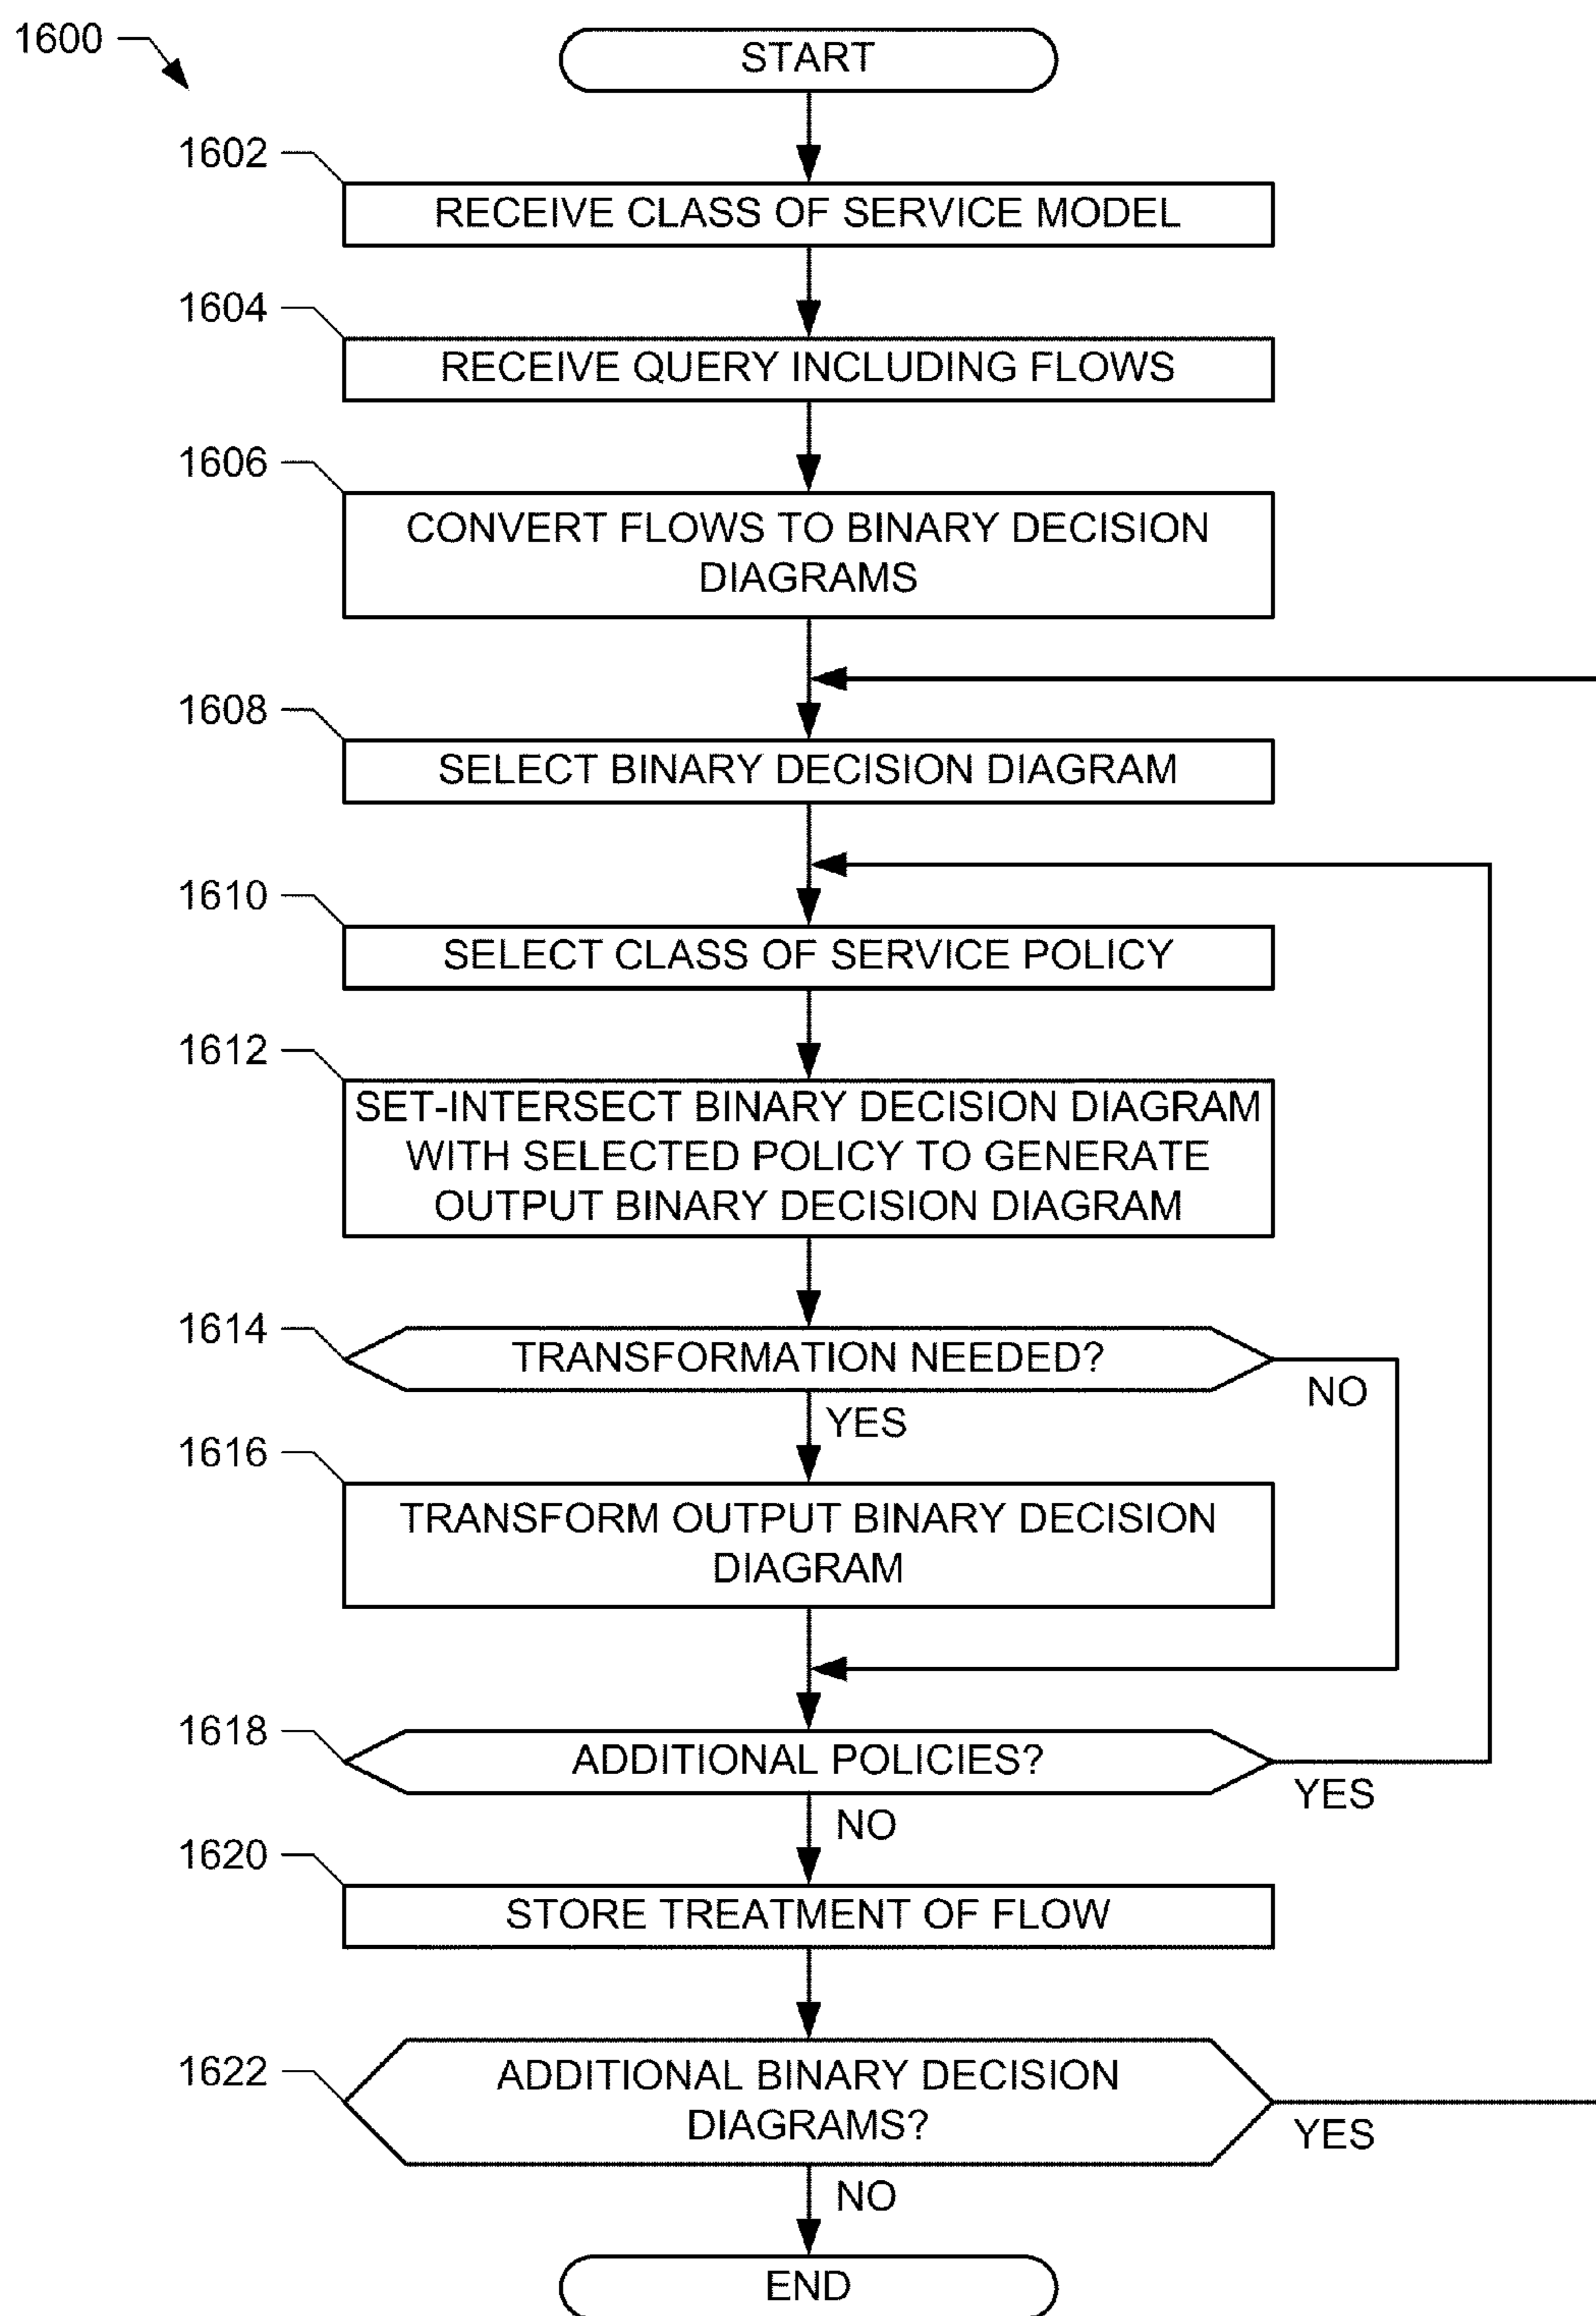 1600
START
1602
RECEIVE CLASS OF SERVICE MODEL
1604
RECEIVE QUERY INCLUDING FLOWS
1606
CONVERT FLOWS TO BINARY DECISION
DIAGRAMS
1608
SELECT BINARY DECISION DIAGRAM
1610
SELECT CLASS OF SERVICE POLICY
1612
SET-INTERSECT BINARY DECISION DIAGRAM
WITH SELECTED POLICY TO GENERATE
OUTPUT BINARY DECISION DIAGRAM
1614
TRANSFORMATION NEEDED?
NO
YES
1616
TRANSFORM OUTPUT BINARY DECISION
DIAGRAM
1618
ADDITIONAL POLICIES?
YES
NO
1620
STORE TREATMENT OF FLOW
1622
ADDITIONAL BINARY DECISION
DIAGRAMS?
YES
NO
END